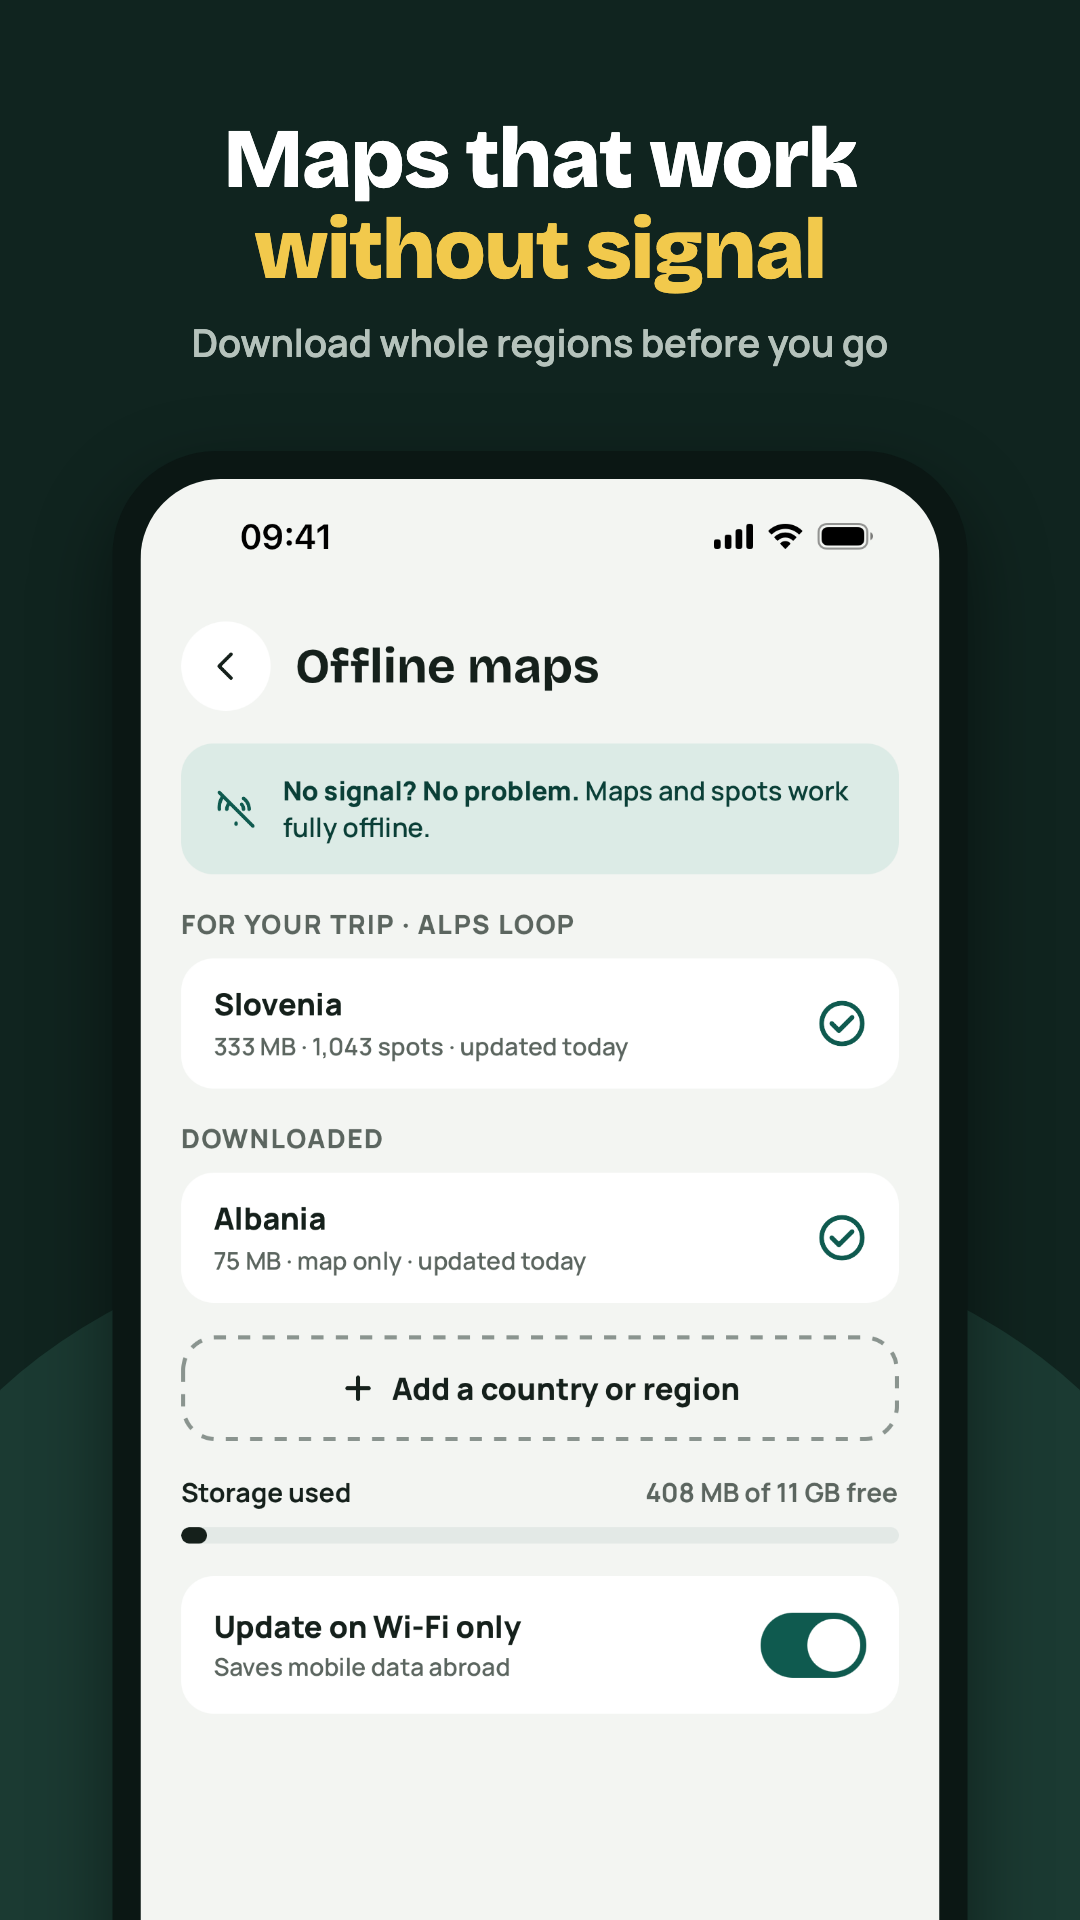 Maps that work
without signal
Download whole regions before you go
09:41
Offline maps
No signal? No problem. Maps and spots work
fully offline.
FOR YOUR TRIP · ALPS LOOP
Slovenia
333 MB · 1,043 spots · updated today
DOWNLOADED
Albania
75 MB · map only · updated today
+ Add a country or region
Storage used 408 MB of 11 GB free
Update on Wi-Fi only
Saves mobile data abroad